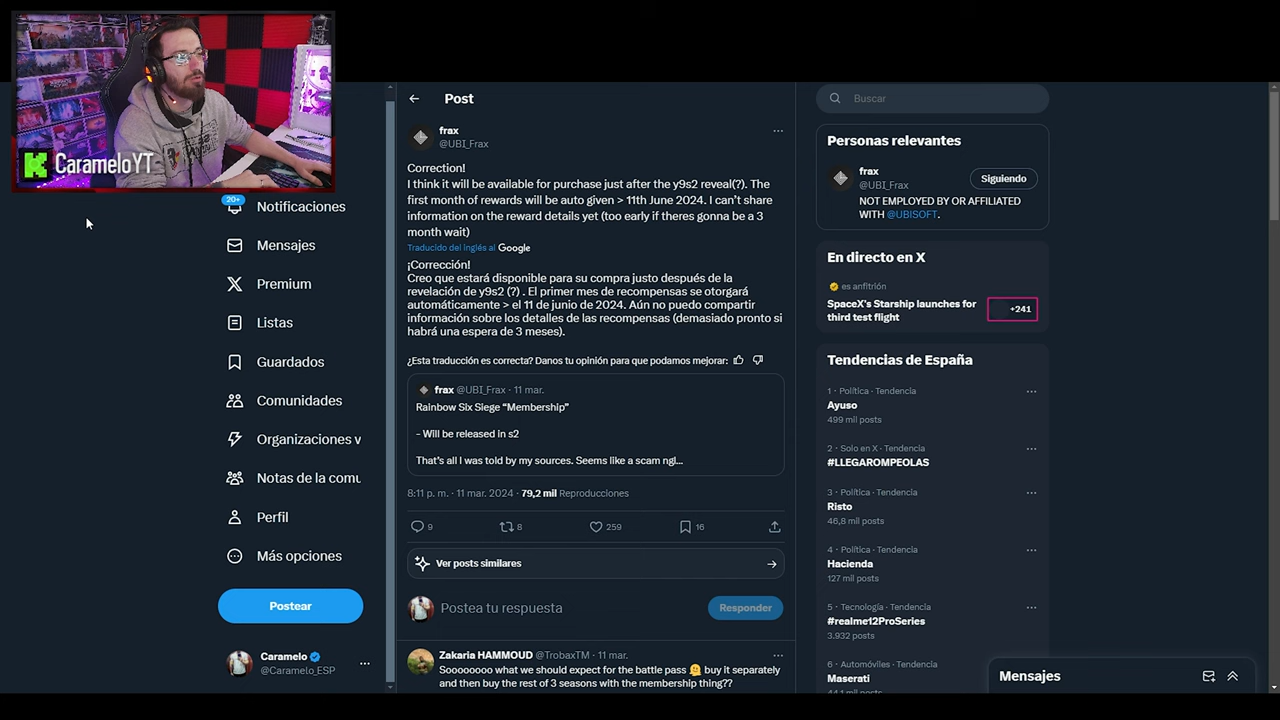 CarameloYT
20+
Notificaciones
Mensajes
Premium
Listas
Guardados
Comunidades
Organizaciones v
Notas de la comu
Perfil
Más opciones
Postear
Caramelo
@Caramelo_ESP
Post
frax
@UBI_Frax
Correction!
I think it will be available for purchase just after the y9s2 reveal(?). The
first month of rewards will be auto given > 11th June 2024. I can't share
information on the reward details yet (too early if theres gonna be a 3
month wait)
Traducido del inglés al Google
¡Corrección!
Creo que estará disponible para su compra justo después de la
revelación de y9s2 (?) . El primer mes de recompensas se otorgará
automáticamente > el 11 de junio de 2024. Aún no puedo compartir
información sobre los detalles de las recompensas (demasiado pronto si
habrá una espera de 3 meses).
¿Esta traducción es correcta? Danos tu opinión para que podamos mejorar:
frax @UBI_Frax · 11 mar.
Rainbow Six Siege “Membership”
- Will be released in s2
That's all I was told by my sources. Seems like a scam ngl...
8:11 p. m. · 11 mar. 2024 · 79,2 mil Reproducciones
9
8
259
16
Ver posts similares
Postea tu respuesta
Responder
Zakaria HAMMOUD @TrobaxTM · 11 mar.
Sooooooooo what we should expect for the battle pass 🫠 buy it separately
and then buy the rest of 3 seasons with the membership thing??
Buscar
Personas relevantes
frax
@UBI_Frax
Siguiendo
NOT EMPLOYED BY OR AFFILIATED
WITH @UBISOFT.
En directo en X
es anfitrión
SpaceX's Starship launches for
third test flight
+241
Tendencias de España
1 · Política · Tendencia
Ayuso
499 mil posts
2 · Solo en X · Tendencia
#LLEGAROMPEOLAS
3 · Política · Tendencia
Risto
46,8 mil posts
4 · Política · Tendencia
Hacienda
127 mil posts
5 · Tecnología · Tendencia
#realme12ProSeries
3.932 posts
6 · Automóviles · Tendencia
Maserati
44,1 mil posts
Mensajes